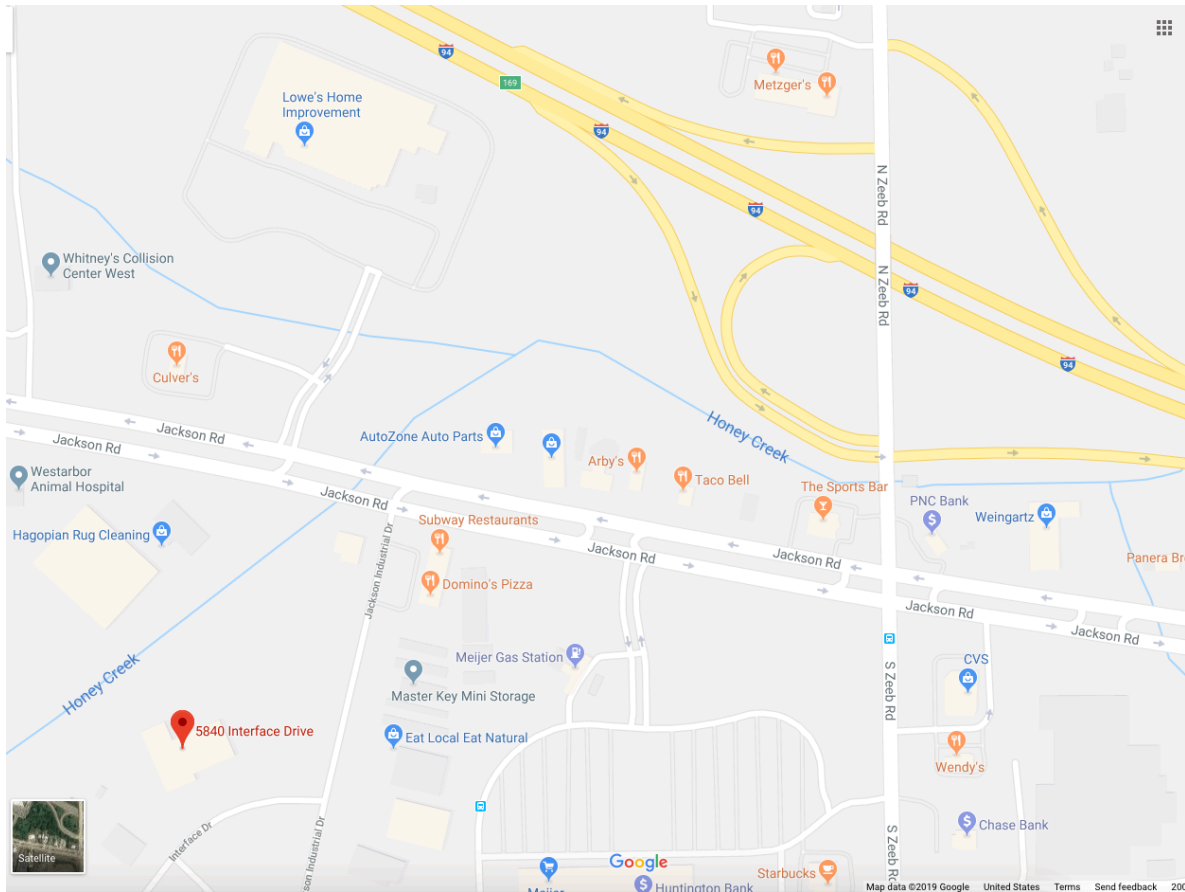 94
169
Metzger's
Lowe's Home
Improvement
94
94
N Zeeb Rd
Whitney's Collision
Center West
N Zeeb Rd
94
94
Culver's
Jackson Rd
Jackson Rd
AutoZone Auto Parts
Honey Creek
Arby's
Taco Bell
Westarbor
Animal Hospital
The Sports Bar
PNC Bank
Weingartz
Jackson Rd
Subway Restaurants
Hagopian Rug Cleaning
Jackson Industrial Dr
Jackson Rd
Jackson Rd
Panera Br
Domino's Pizza
Jackson Rd
Jackson Rd
Meijer Gas Station
CVS
Honey Creek
Master Key Mini Storage
S Zeeb Rd
5840 Interface Drive
Eat Local Eat Natural
Wendy's
Interface Dr
son Industrial Dr
Chase Bank
S Zeeb Rd
Satellite
Google
Meijer
Huntington Bank
Starbucks
Map data ©2019 Google United States Terms Send feedback 200